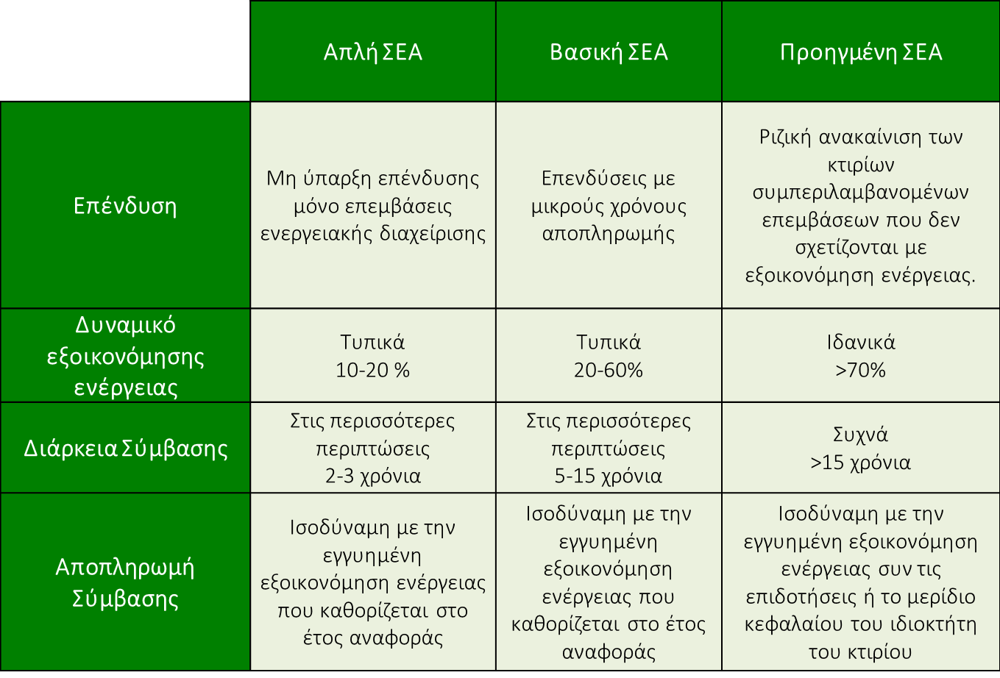 Απλή ΣΕΑ
Βασική ΣΕΑ
Προηγμένη ΣΕΑ
Επένδυση
Μη ύπαρξη επένδυσης
μόνο επεμβάσεις
ενεργειακής διαχείρισης
Επενδύσεις με
μικρούς χρόνους
αποπληρωμής
Ριζική ανακαίνιση των
κτιρίων
συμπεριλαμβανομένων
επεμβάσεων που δεν
σχετίζονται με
εξοικονόμηση ενέργειας.
Δυναμικό
εξοικονόμησης
ενέργειας
Τυπικά
10-20 %
Τυπικά
20-60%
Ιδανικά
>70%
Διάρκεια Σύμβασης
Στις περισσότερες
περιπτώσεις
2-3 χρόνια
Στις περισσότερες
περιπτώσεις
5-15 χρόνια
Συχνά
>15 χρόνια
Αποπληρωμή
Σύμβασης
Ισοδύναμη με την
εγγυημένη
εξοικονόμηση ενέργειας
που καθορίζεται στο
έτος αναφοράς
Ισοδύναμη με την
εγγυημένη
εξοικονόμηση
ενέργειας που
καθορίζεται στο έτος
αναφοράς
Ισοδύναμη με την
εγγυημένη εξοικονόμηση
ενέργειας συν τις
επιδοτήσεις ή το μερίδιο
κεφαλαίου του ιδιοκτήτη
του κτιρίου